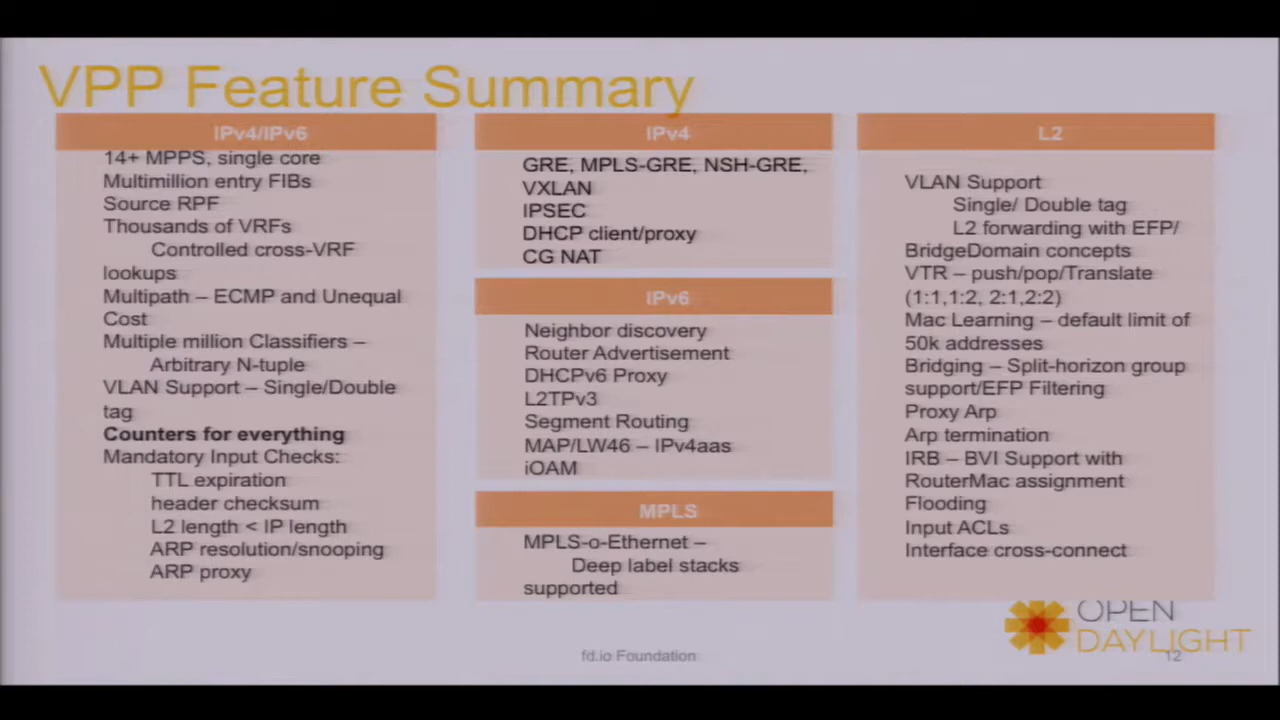 VPP Feature Summary
IPv4/IPv6
14+ MPPS, single core
Multimillion entry FIBs
Source RPF
Thousands of VRFs
Controlled cross-VRF
lookups
Multipath – ECMP and Unequal
Cost
Multiple million Classifiers –
Arbitrary N-tuple
VLAN Support – Single/Double
tag
Counters for everything
Mandatory Input Checks:
TTL expiration
header checksum
L2 length < IP length
ARP resolution/snooping
ARP proxy
IPv4
GRE, MPLS-GRE, NSH-GRE,
VXLAN
IPSEC
DHCP client/proxy
CG NAT
IPv6
Neighbor discovery
Router Advertisement
DHCPv6 Proxy
L2TPv3
Segment Routing
MAP/LW46 – IPv4aas
iOAM
MPLS
MPLS-o-Ethernet –
Deep label stacks
supported
L2
VLAN Support
Single/ Double tag
L2 forwarding with EFP/
BridgeDomain concepts
VTR – push/pop/Translate
(1:1,1:2, 2:1,2:2)
Mac Learning – default limit of
50k addresses
Bridging – Split-horizon group
support/EFP Filtering
Proxy Arp
Arp termination
IRB – BVI Support with
RouterMac assignment
Flooding
Input ACLs
Interface cross-connect
OPEN
DAYLIGHT
fd.io Foundation
12